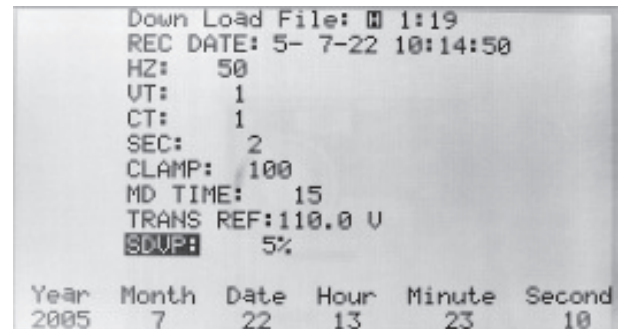 Down Load File: M 1:19
REC DATE: 5- 7-22 10:14:50
HZ: 50
VT: 1
CT: 1
SEC: 2
CLAMP: 100
MD TIME: 15
TRANS REF:110.0 V
SDVP: 5%
Year Month Date Hour Minute Second
2005 7 22 13 23 10